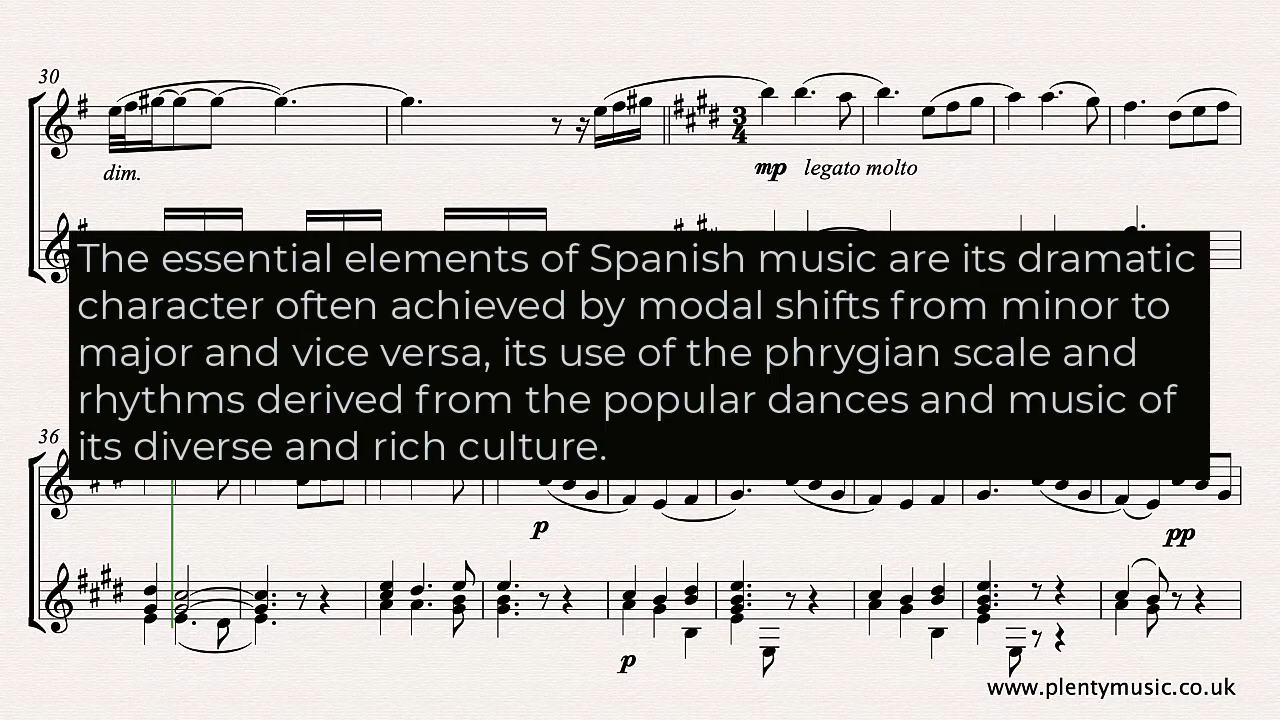 30
dim.
3
4
mp legato molto
The essential elements of Spanish music are its dramatic
character often achieved by modal shifts from minor to
major and vice versa, its use of the phrygian scale and
rhythms derived from the popular dances and music of
its diverse and rich culture.
36
p
pp
p
www.plentymusic.co.uk